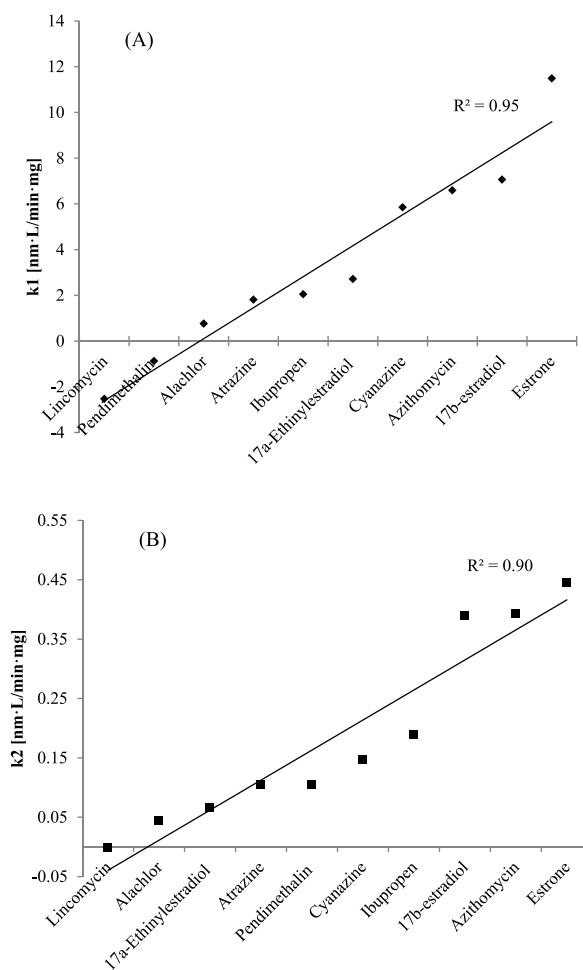 (A)
R² = 0.95
k1 [nm·L/min·mg]
14
12
10
8
6
4
2
0
-2
-4
Lincomycin
Pendimethalin
Alachlor
Atrazine
Ibupropen
17a-Ethinylestradiol
Cyanazine
Azithomycin
17b-estradiol
Estrone
(B)
R² = 0.90
k2 [nm·L/min·mg]
0.55
0.45
0.35
0.25
0.15
0.05
-0.05
Lincomycin
Alachlor
17a-Ethinylestradiol
Atrazine
Pendimethalin
Cyanazine
Ibupropen
17b-estradiol
Azithomycin
Estrone